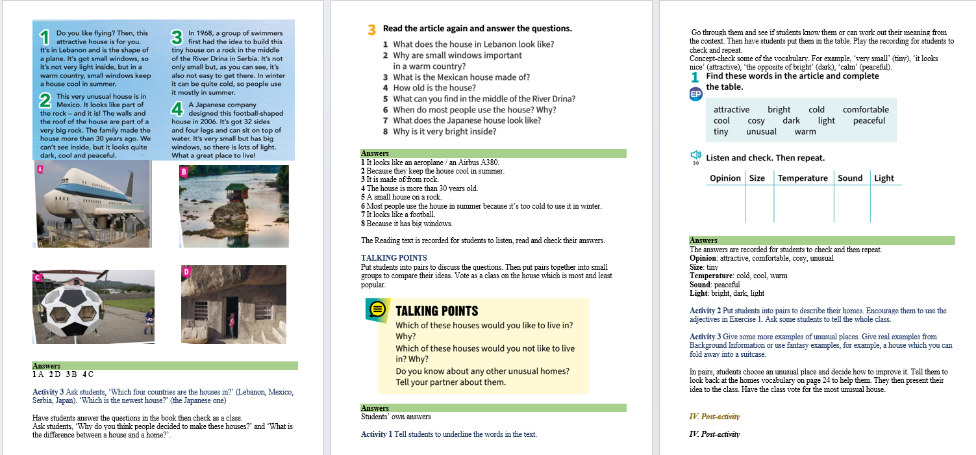 1 Do you like flying? Then, this
attractive house is for you.
It's in Lebanon and is the shape of
a plane. It's got small windows, so
it's not very light inside, but in a
warm country, small windows keep
a house cool in summer.
2 This very unusual house is in
Mexico. It looks like part of
the rock – and it is! The walls and
the roof of the house are part of a
very big rock. The family made the
house more than 30 years ago. We
can't see inside, but it looks quite
dark, cool and peaceful.
3 In 1968, a group of swimmers
first had the idea to build this
tiny house on a rock in the middle
of the River Drina in Serbia. It's not
only small but, as you can see, it's
also not easy to get there. In winter
it can be quite cold, so people use
it mostly in summer.
4 A Japanese company
designed this football-shaped
house in 2006. It's got 32 sides
and four legs and can sit on top of
water. It's very small but has big
windows, so there is lots of light.
What a great place to live!
A
B
C
D
Answers
1 A 2 D 3 B 4 C
Activity 3 Ask students, 'Which four countries are the houses in?' (Lebanon, Mexico,
Serbia, Japan). 'Which is the newest house?' (the Japanese one)
Have students answer the questions in the book then check as a class.
Ask students, 'Why do you think people decided to make these houses?' and 'What is
the difference between a house and a home?'.
3 Read the article again and answer the questions.
1 What does the house in Lebanon look like?
2 Why are small windows important
in a warm country?
3 What is the Mexican house made of?
4 How old is the house?
5 What can you find in the middle of the River Drina?
6 When do most people use the house? Why?
7 What does the Japanese house look like?
8 Why is it very bright inside?
Answers
1 It looks like an aeroplane / an Airbus A380.
2 Because they keep the house cool in summer.
3 It is made of/from rock.
4 The house is more than 30 years old.
5 A small house on a rock.
6 Most people use the house in summer because it's too cold to use it in winter.
7 It looks like a football.
8 Because it has big windows.
The Reading text is recorded for students to listen, read and check their answers.
TALKING POINTS
Put students into pairs to discuss the questions. Then put pairs together into small
groups to compare their ideas. Vote as a class on the house which is most and least
popular.
TALKING POINTS
Which of these houses would you like to live in?
Why?
Which of these houses would you not like to live
in? Why?
Do you know about any other unusual homes?
Tell your partner about them.
Answers
Students' own answers
Activity 1 Tell students to underline the words in the text.
Go through them and see if students know them or can work out their meaning from
the context. Then have students put them in the table. Play the recording for students to
check and repeat.
Concept-check some of the vocabulary. For example, 'very small' (tiny), 'it looks
nice' (attractive), 'the opposite of bright' (dark), 'calm' (peaceful).
1 Find these words in the article and complete
the table.
EP
attractive bright cold comfortable
cool cosy dark light peaceful
tiny unusual warm
Listen and check. Then repeat.
Opinion Size Temperature Sound Light
Answers
The answers are recorded for students to check and then repeat.
Opinion: attractive, comfortable, cosy, unusual
Size: tiny
Temperature: cold, cool, warm
Sound: peaceful
Light: bright, dark, light
Activity 2 Put students into pairs to describe their homes. Encourage them to use the
adjectives in Exercise 1. Ask some students to tell the whole class.
Activity 3 Give some more examples of unusual places. Give real examples from
Background Information or use fantasy examples, for example, a house which you can
fold away into a suitcase.
In pairs, students choose an unusual place and decide how to improve it. Tell them to
look back at the homes vocabulary on page 24 to help them. They then present their
idea to the class. Have the class vote for the most unusual house.
IV. Post-activity
IV. Post-activity